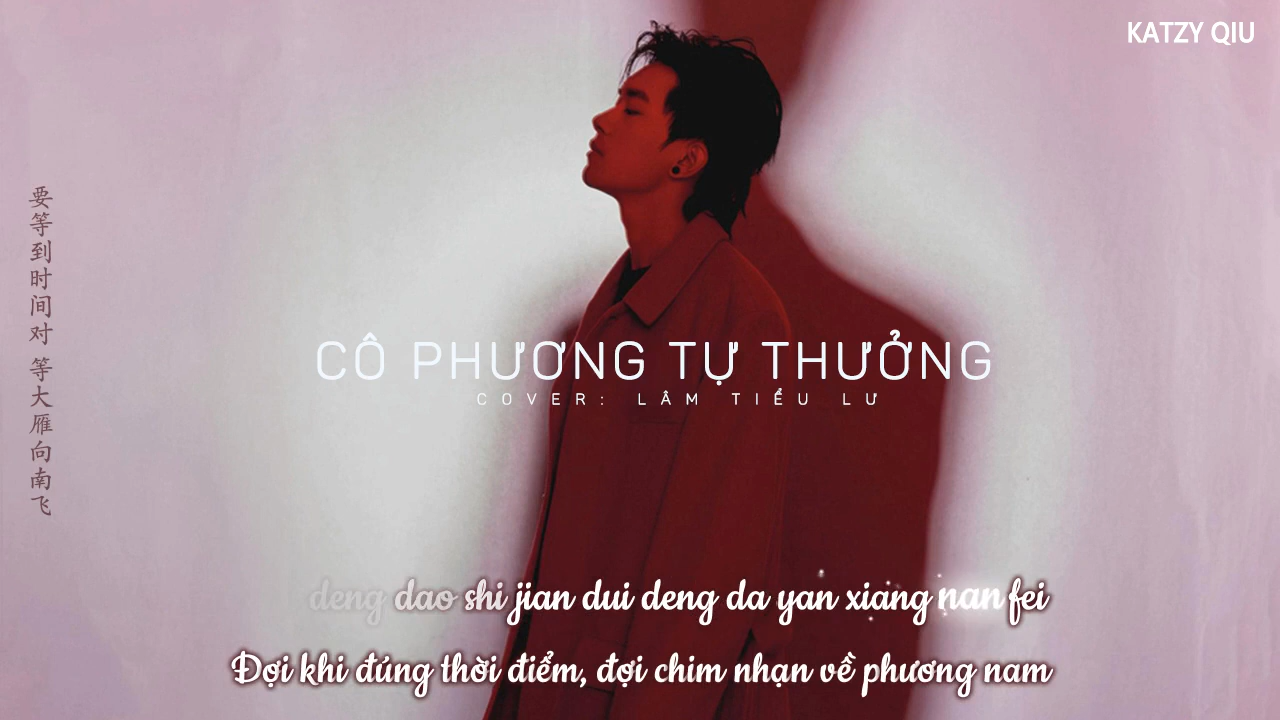 KATZY QIU
要等到时间对 等大雁向南飞
CÔ PHƯƠNG TỰ THƯỞNG
COVER: LÂM TIỂU LƯ
deng dao shi jian dui deng da yan xiang nan fei
Đợi khi đúng thời điểm, đợi chim nhạn về phương nam